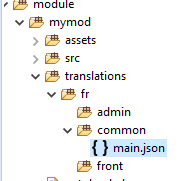 module
mymod
assets
src
translations
fr
admin
common
{ } main.json
front